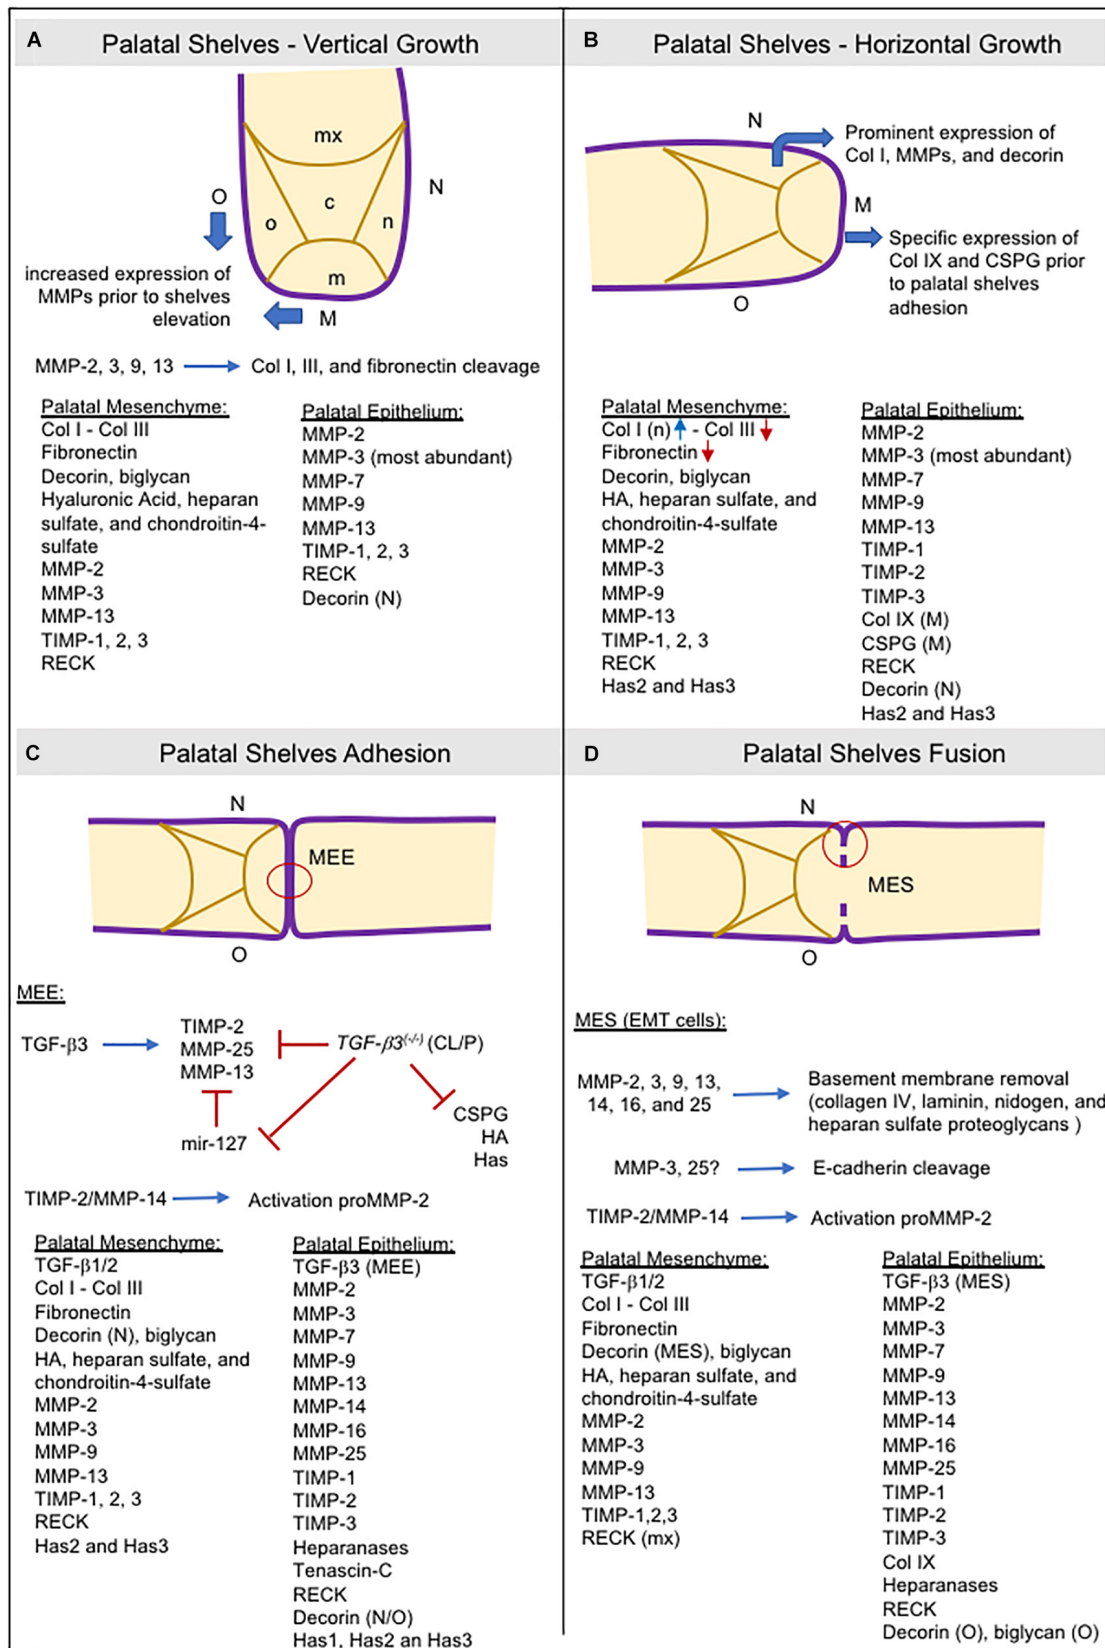 A
Palatal Shelves - Vertical Growth
mx
O
c
N
o
n
m
increased expression of
MMPs prior to shelves
elevation
M
MMP-2, 3, 9, 13
Col I, III, and fibronectin cleavage
Palatal Mesenchyme:
Col I - Col III
Fibronectin
Decorin, biglycan
Hyaluronic Acid, heparan
sulfate, and chondroitin-4-
sulfate
MMP-2
MMP-3
MMP-13
TIMP-1, 2, 3
RECK
Palatal Epithelium:
MMP-2
MMP-3 (most abundant)
MMP-7
MMP-9
MMP-13
TIMP-1, 2, 3
RECK
Decorin (N)
B
Palatal Shelves - Horizontal Growth
N
Prominent expression of
Col I, MMPs, and decorin
M
Specific expression of
Col IX and CSPG prior
to palatal shelves
adhesion
O
Palatal Mesenchyme:
Col I (n) - Col III
Fibronectin
Decorin, biglycan
HA, heparan sulfate, and
chondroitin-4-sulfate
MMP-2
MMP-3
MMP-9
MMP-13
TIMP-1, 2, 3
RECK
Has2 and Has3
Palatal Epithelium:
MMP-2
MMP-3 (most abundant)
MMP-7
MMP-9
MMP-13
TIMP-1
TIMP-2
TIMP-3
Col IX (M)
CSPG (M)
RECK
Decorin (N)
Has2 and Has3
C
Palatal Shelves Adhesion
N
MEE
O
MEE:
TGF-β3
TIMP-2
MMP-25
MMP-13
TGF-β3(-/-) (CL/P)
mir-127
CSPG
HA
Has
TIMP-2/MMP-14
Activation proMMP-2
Palatal Mesenchyme:
TGF-β1/2
Col I - Col III
Fibronectin
Decorin (N), biglycan
HA, heparan sulfate, and
chondroitin-4-sulfate
MMP-2
MMP-3
MMP-9
MMP-13
TIMP-1, 2, 3
RECK
Has2 and Has3
Palatal Epithelium:
TGF-β3 (MEE)
MMP-2
MMP-3
MMP-7
MMP-9
MMP-13
MMP-14
MMP-16
MMP-25
TIMP-1
TIMP-2
TIMP-3
Heparanases
Tenascin-C
RECK
Decorin (N/O)
Has1, Has2 an Has3
D
Palatal Shelves Fusion
N
MES
O
MES (EMT cells):
MMP-2, 3, 9, 13,
14, 16, and 25
Basement membrane removal
(collagen IV, laminin, nidogen, and
heparan sulfate proteoglycans )
MMP-3, 25?
E-cadherin cleavage
TIMP-2/MMP-14
Activation proMMP-2
Palatal Mesenchyme:
TGF-β1/2
Col I - Col III
Fibronectin
Decorin (MES), biglycan
HA, heparan sulfate, and
chondroitin-4-sulfate
MMP-2
MMP-3
MMP-9
MMP-13
TIMP-1,2,3
RECK (mx)
Palatal Epithelium:
TGF-β3 (MES)
MMP-2
MMP-3
MMP-7
MMP-9
MMP-13
MMP-14
MMP-16
MMP-25
TIMP-1
TIMP-2
TIMP-3
Col IX
Heparanases
RECK
Decorin (O), biglycan (O)